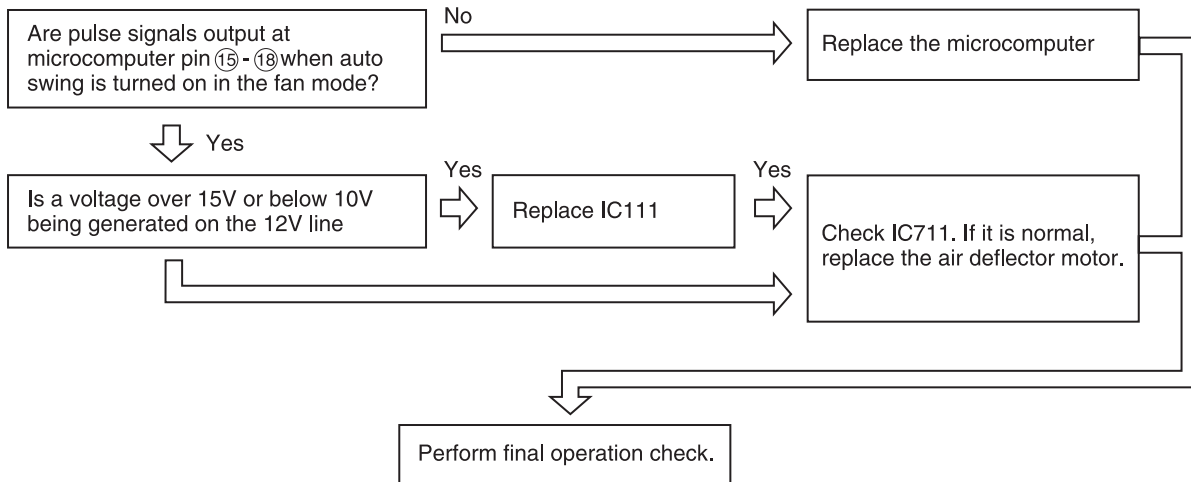 Are pulse signals output at
microcomputer pin ⑮ - ⑱ when auto
swing is turned on in the fan mode?
No
Replace the microcomputer
Yes
Is a voltage over 15V or below 10V
being generated on the 12V line
Yes
Replace IC111
Yes
Check IC711. If it is normal,
replace the air deflector motor.
Perform final operation check.